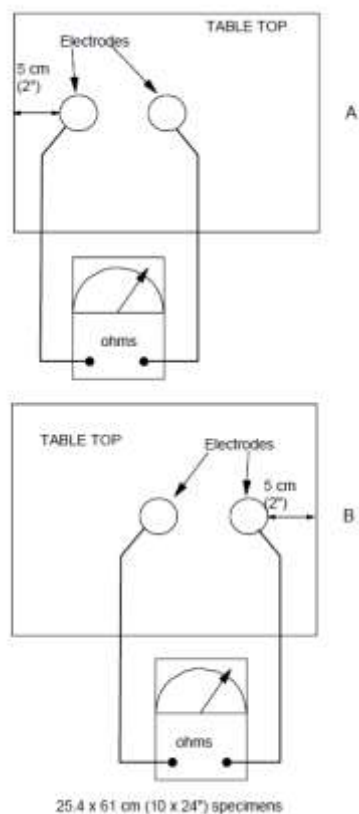 TABLE TOP
Electrodes
5 cm
(2")
A
ohms
TABLE TOP
Electrodes
5 cm
(2")
B
ohms
25.4 x 61 cm (10 x 24") specimens